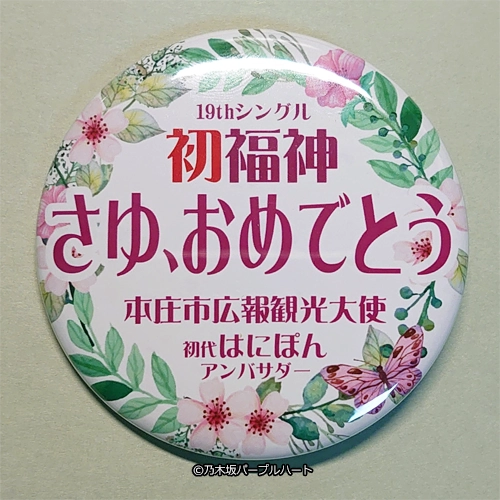 19thシングル
初福神
さゆ、おめでとう
本庄市広報観光大使
初代はにぽん
アンバサダー
©乃木坂パープルハート